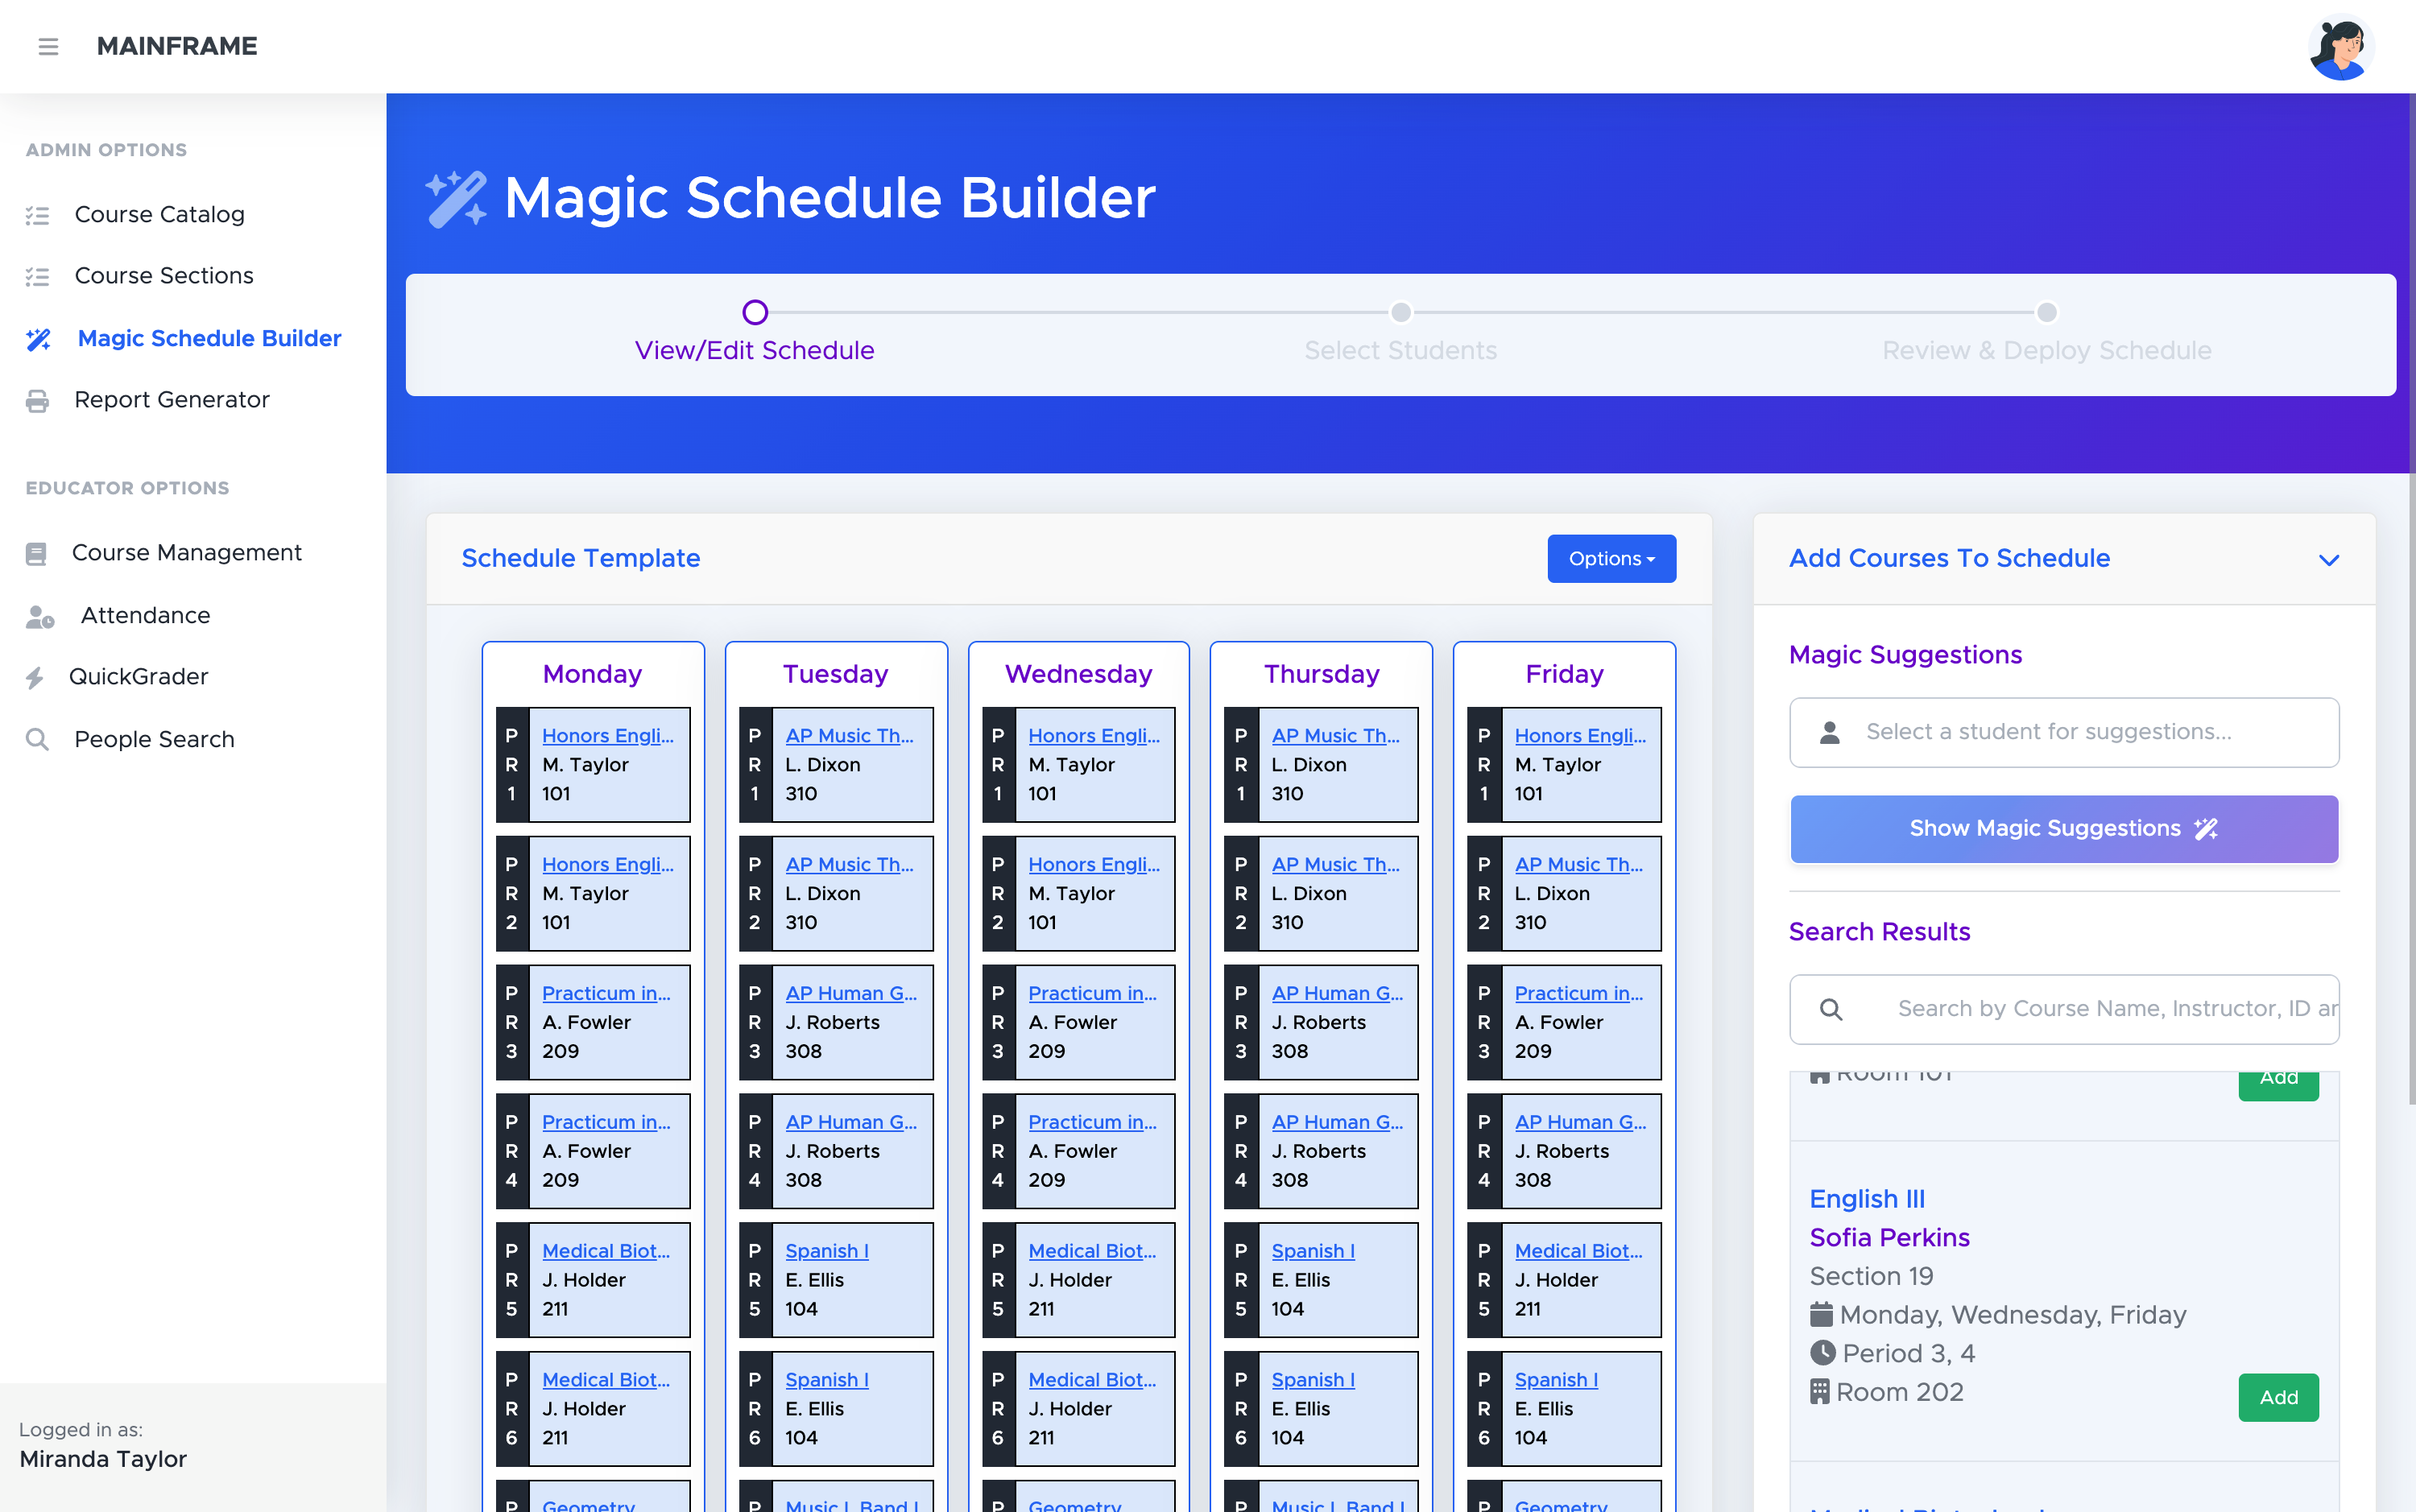 MAINFRAME
ADMIN OPTIONS
Course Catalog
Course Sections
Magic Schedule Builder
Report Generator
EDUCATOR OPTIONS
Course Management
Attendance
QuickGrader
People Search
Logged in as:
Miranda Taylor
Magic Schedule Builder
View/Edit Schedule
Select Students
Review & Deploy Schedule
Schedule Template
Options
Monday
PR1
Honors Engli...
M. Taylor
101
PR2
Honors Engli...
M. Taylor
101
PR3
Practicum in...
A. Fowler
209
PR4
Practicum in...
A. Fowler
209
PR5
Medical Biot...
J. Holder
211
PR6
Medical Biot...
J. Holder
211
P
Geometry
Tuesday
PR1
AP Music Th...
L. Dixon
310
PR2
AP Music Th...
L. Dixon
310
PR3
AP Human G...
J. Roberts
308
PR4
AP Human G...
J. Roberts
308
PR5
Spanish I
E. Ellis
104
PR6
Spanish I
E. Ellis
104
P
Music I, Band I
Wednesday
PR1
Honors Engli...
M. Taylor
101
PR2
Honors Engli...
M. Taylor
101
PR3
Practicum in...
A. Fowler
209
PR4
Practicum in...
A. Fowler
209
PR5
Medical Biot...
J. Holder
211
PR6
Medical Biot...
J. Holder
211
P
Geometry
Thursday
PR1
AP Music Th...
L. Dixon
310
PR2
AP Music Th...
L. Dixon
310
PR3
AP Human G...
J. Roberts
308
PR4
AP Human G...
J. Roberts
308
PR5
Spanish I
E. Ellis
104
PR6
Spanish I
E. Ellis
104
P
Music I, Band I
Friday
PR1
Honors Engli...
M. Taylor
101
PR2
AP Music Th...
L. Dixon
310
PR3
Practicum in...
A. Fowler
209
PR4
AP Human G...
J. Roberts
308
PR5
Medical Biot...
J. Holder
211
PR6
Spanish I
E. Ellis
104
P
Geometry
Add Courses To Schedule
Magic Suggestions
Select a student for suggestions...
Show Magic Suggestions
Search Results
Search by Course Name, Instructor, ID ar
Room 101
Add
English III
Sofia Perkins
Section 19
Monday, Wednesday, Friday
Period 3, 4
Room 202
Add